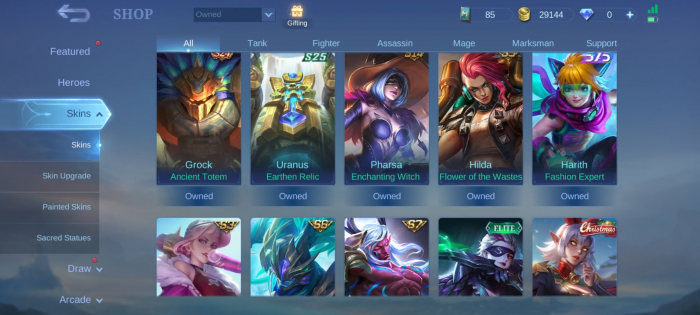 SHOP
Owned
Gifting
85
29144
0
Featured
Heroes
Skins
Skins
Skin Upgrade
Painted Skins
Sacred Statues
Draw
Arcade
All
Tank
Fighter
Assassin
Mage
Marksman
Support
S25
Grock
Ancient Totem
Owned
Uranus
Earthen Relic
Owned
Pharsa
Enchanting Witch
Owned
Hilda
Flower of the Wastes
Owned
Harith
Fashion Expert
Owned
S7
ELITE
Christmas